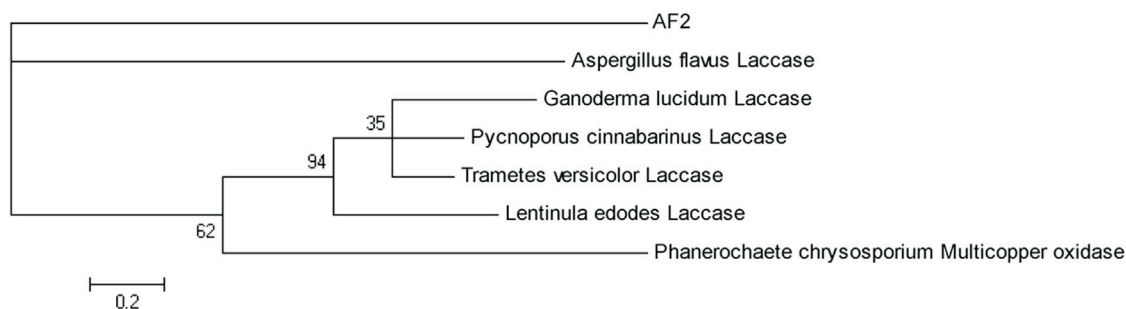 AF2
Aspergillus flavus Laccase
Ganoderma lucidum Laccase
35
Pycnoporus cinnabarinus Laccase
94
Trametes versicolor Laccase
Lentinula edodes Laccase
62
Phanerochaete chrysosporium Multicopper oxidase
0.2